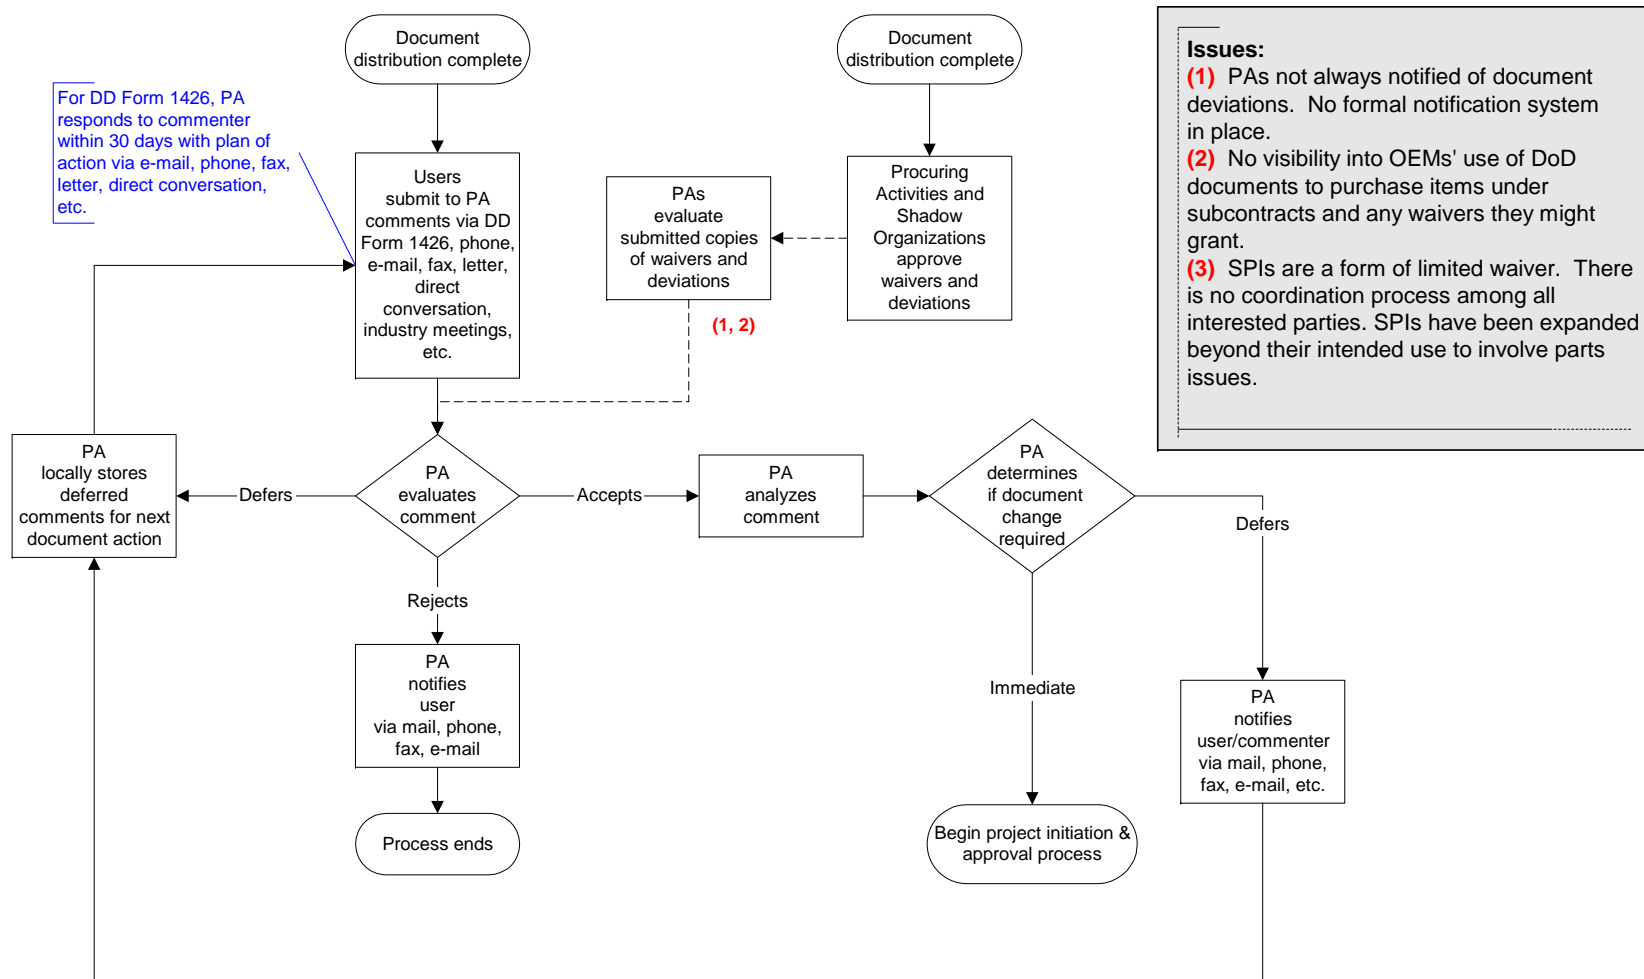 Document
distribution complete
Document
distribution complete
Issues:
(1)  PAs not always notified of document
deviations.  No formal notification system
in place.
(2)  No visibility into OEMs' use of DoD
documents to purchase items under
subcontracts and any waivers they might
grant.
(3)  SPIs are a form of limited waiver.  There
is no coordination process among all
interested parties. SPIs have been expanded
beyond their intended use to involve parts
issues.
For DD Form 1426, PA
responds to commenter
within 30 days with plan of
action via e-mail, phone, fax,
letter, direct conversation,
etc.
Users
submit to PA
comments via DD
Form 1426, phone,
e-mail, fax, letter,
direct
conversation,
industry meetings,
etc.
PAs
evaluate
submitted copies
of waivers and
deviations
Procuring
Activities and
Shadow
Organizations
approve
waivers and
deviations
(1, 2)
PA
locally stores
deferred
comments for next
document action
Defers
PA
evaluates
comment
Accepts
PA
analyzes
comment
PA
determines
if document
change
required
Defers
Rejects
Immediate
PA
notifies
user
via mail, phone,
fax, e-mail
PA
notifies
user/commenter
via mail, phone,
fax, e-mail, etc.
Process ends
Begin project initiation &
approval process